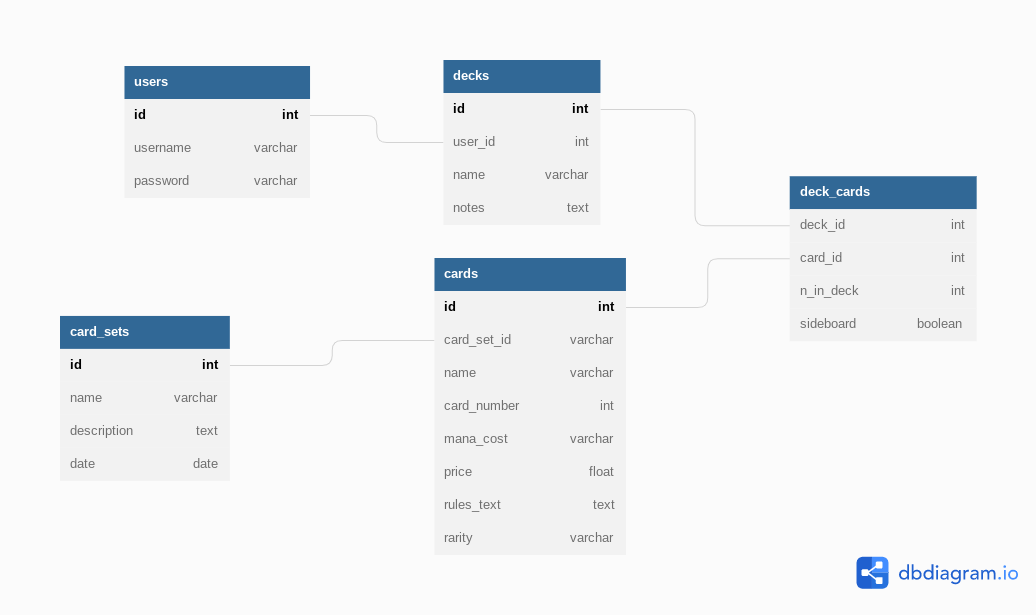 users
id int
username varchar
password varchar
decks
id int
user_id int
name varchar
notes text
deck_cards
deck_id int
card_id int
n_in_deck int
sideboard boolean
cards
id int
card_set_id varchar
name varchar
card_number int
mana_cost varchar
price float
rules_text text
rarity varchar
card_sets
id int
name varchar
description text
date date
dbdiagram.io